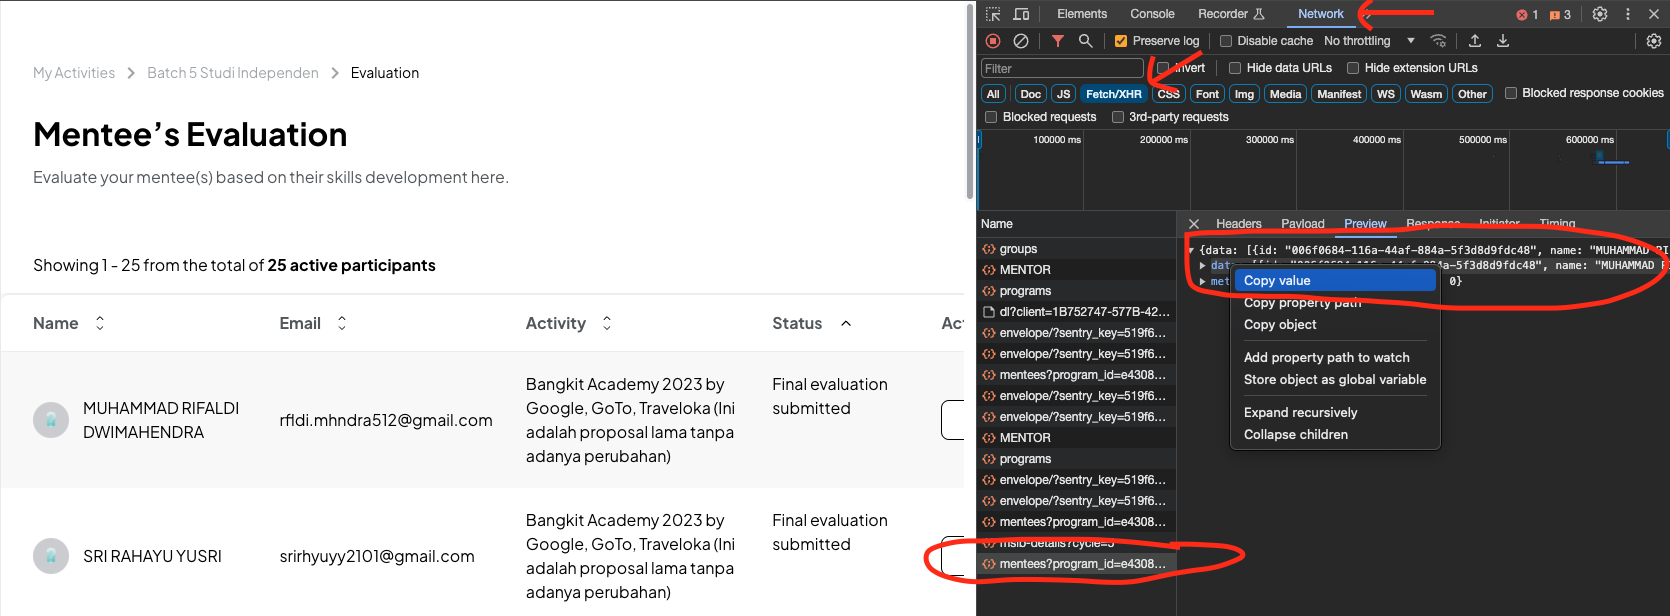 My Activities > Batch 5 Studi Independen > Evaluation
Mentee's Evaluation
Evaluate your mentee(s) based on their skills development here.
Showing 1 - 25 from the total of 25 active participants
Name Email Activity Status
MUHAMMAD RIFALDI DWIMAHENDRA
rfldi.mhndra512@gmail.com
Bangkit Academy 2023 by
Google, GoTo, Traveloka (Ini
adalah proposal lama tanpa
adanya perubahan)
Final evaluation
submitted
SRI RAHAYU YUSRI
srirhyuyy2101@gmail.com
Bangkit Academy 2023 by
Google, GoTo, Traveloka (Ini
adalah proposal lama tanpa
adanya perubahan)
Final evaluation
submitted
Elements Console Recorder Network 1 3
Preserve log Disable cache No throttling
Filter Invert Hide data URLs Hide extension URLs
All Doc JS Fetch/XHR CSS Font Img Media Manifest WS Wasm Other Blocked response cookies
Blocked requests 3rd-party requests
100000 ms 200000 ms 300000 ms 400000 ms 500000 ms 600000 ms
Name
groups
MENTOR
programs
dl?client=1B752747-577B-42...
envelope/?sentry_key=519f6...
envelope/?sentry_key=519f6...
mentees?program_id=e4308...
envelope/?sentry_key=519f6...
envelope/?sentry_key=519f6...
MENTOR
programs
envelope/?sentry_key=519f6...
envelope/?sentry_key=519f6...
mentees?program_id=e4308...
msib-details?cycle=5
mentees?program_id=e4308...
Headers Payload Preview Response Initiator Timing
{data: [{id: "006f0684-116a-44af-884a-5f3d8d9fdc48", name: "MUHAMMAD RI
dat [{id: "006f0684-116a-44af-884a-5f3d8d9fdc48", name: "MUHAMMAD
met 0}
Copy value
Copy property path
Copy object
Add property path to watch
Store object as global variable
Expand recursively
Collapse children